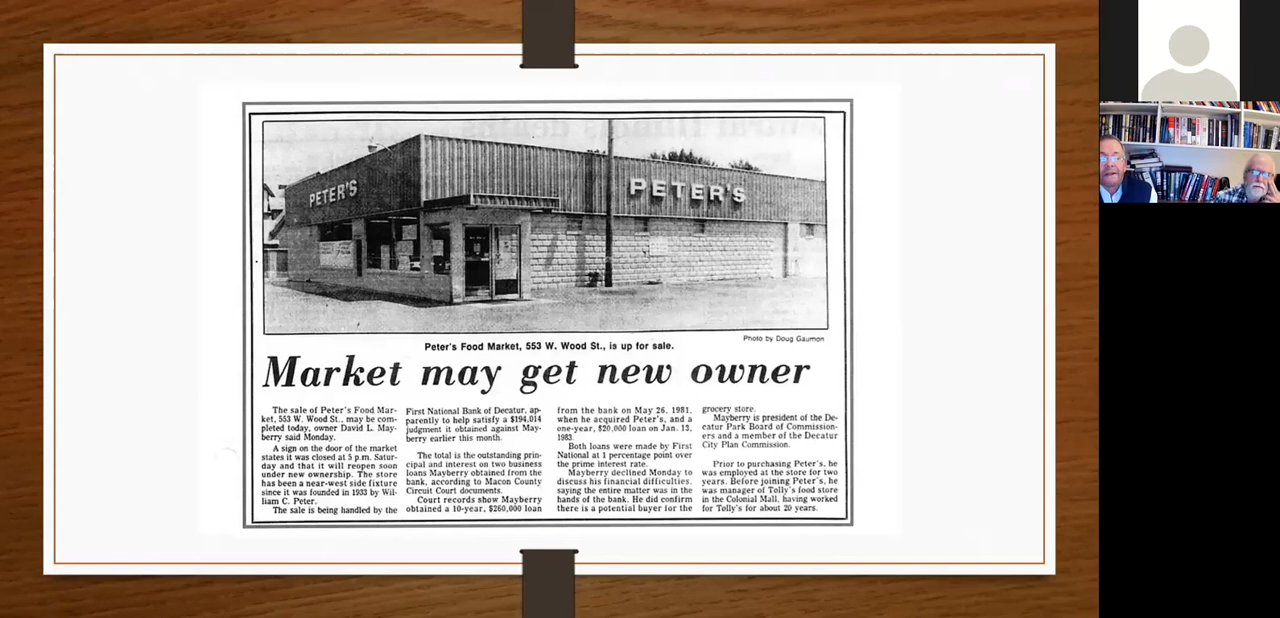 PETER'S
PETER'S
Photo by Doug Gaumon
Peter's Food Market, 553 W. Wood St., is up for sale.
Market may get new owner
The sale of Peter's Food Mar-
ket, 553 W. Wood St., may be com-
pleted today, owner David L. May-
berry said Monday.
A sign on the door of the market
states it was closed at 5 p.m. Satur-
day and that it will reopen soon
under new ownership. The store
has been a near-west side fixture
since it was founded in 1933 by Wil-
liam C. Peter.
The sale is being handled by the
First National Bank of Decatur, ap-
parently to help satisfy a $194,014
judgment it obtained against May-
berry earlier this month.
The total is the outstanding prin-
cipal and interest on two business
loans Mayberry obtained from the
bank, according to Macon County
Circuit Court documents.
Court records show Mayberry
obtained a 10-year, $260,000 loan
from the bank on May 26, 1981,
when he acquired Peter's, and a
one-year, $20,000 loan on Jan. 13,
1983.
Both loans were made by First
National at 1 percentage point over
the prime interest rate.
Mayberry declined Monday to
discuss his financial difficulties,
saying the entire matter was in the
hands of the bank. He did confirm
there is a potential buyer for the
grocery store.
Mayberry is president of the De-
catur Park Board of Commission-
ers and a member of the Decatur
City Plan Commission.
Prior to purchasing Peter's, he
was employed at the store for two
years. Before joining Peter's, he
was manager of Tolly's food store
in the Colonial Mall, having worked
for Tolly's for about 20 years.